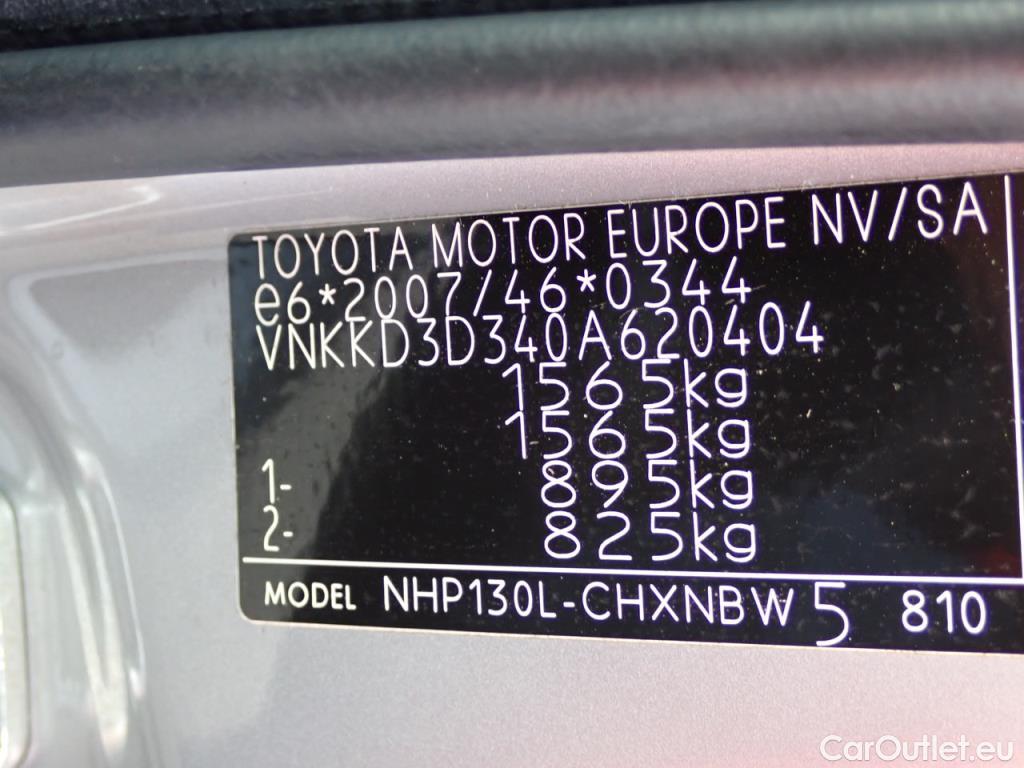 TOYOTA MOTOR EUROPE NV/SA
e6*2007/46*0344
VNKKD3D340A620404
1565kg
1565kg
1- 895kg
2- 825kg
MODEL NHP130L-CHXNBW 5 810
CarOutlet.eu